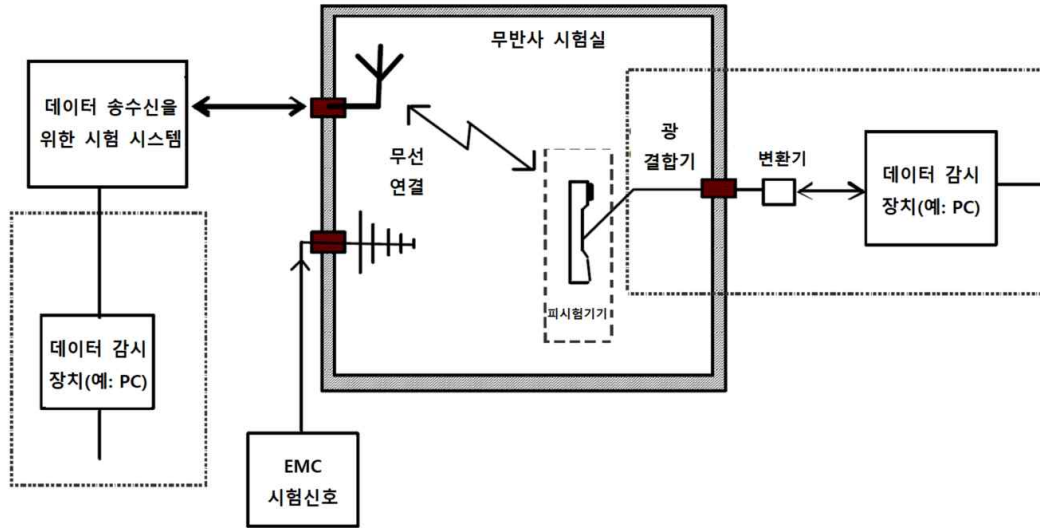 무반사 시험실
데이터 송수신을
위한 시험 시스템
무선
연결
광
결합기
변환기
데이터 감시
장치(예: PC)
피시험기기
데이터 감시
장치(예: PC)
EMC
시험신호